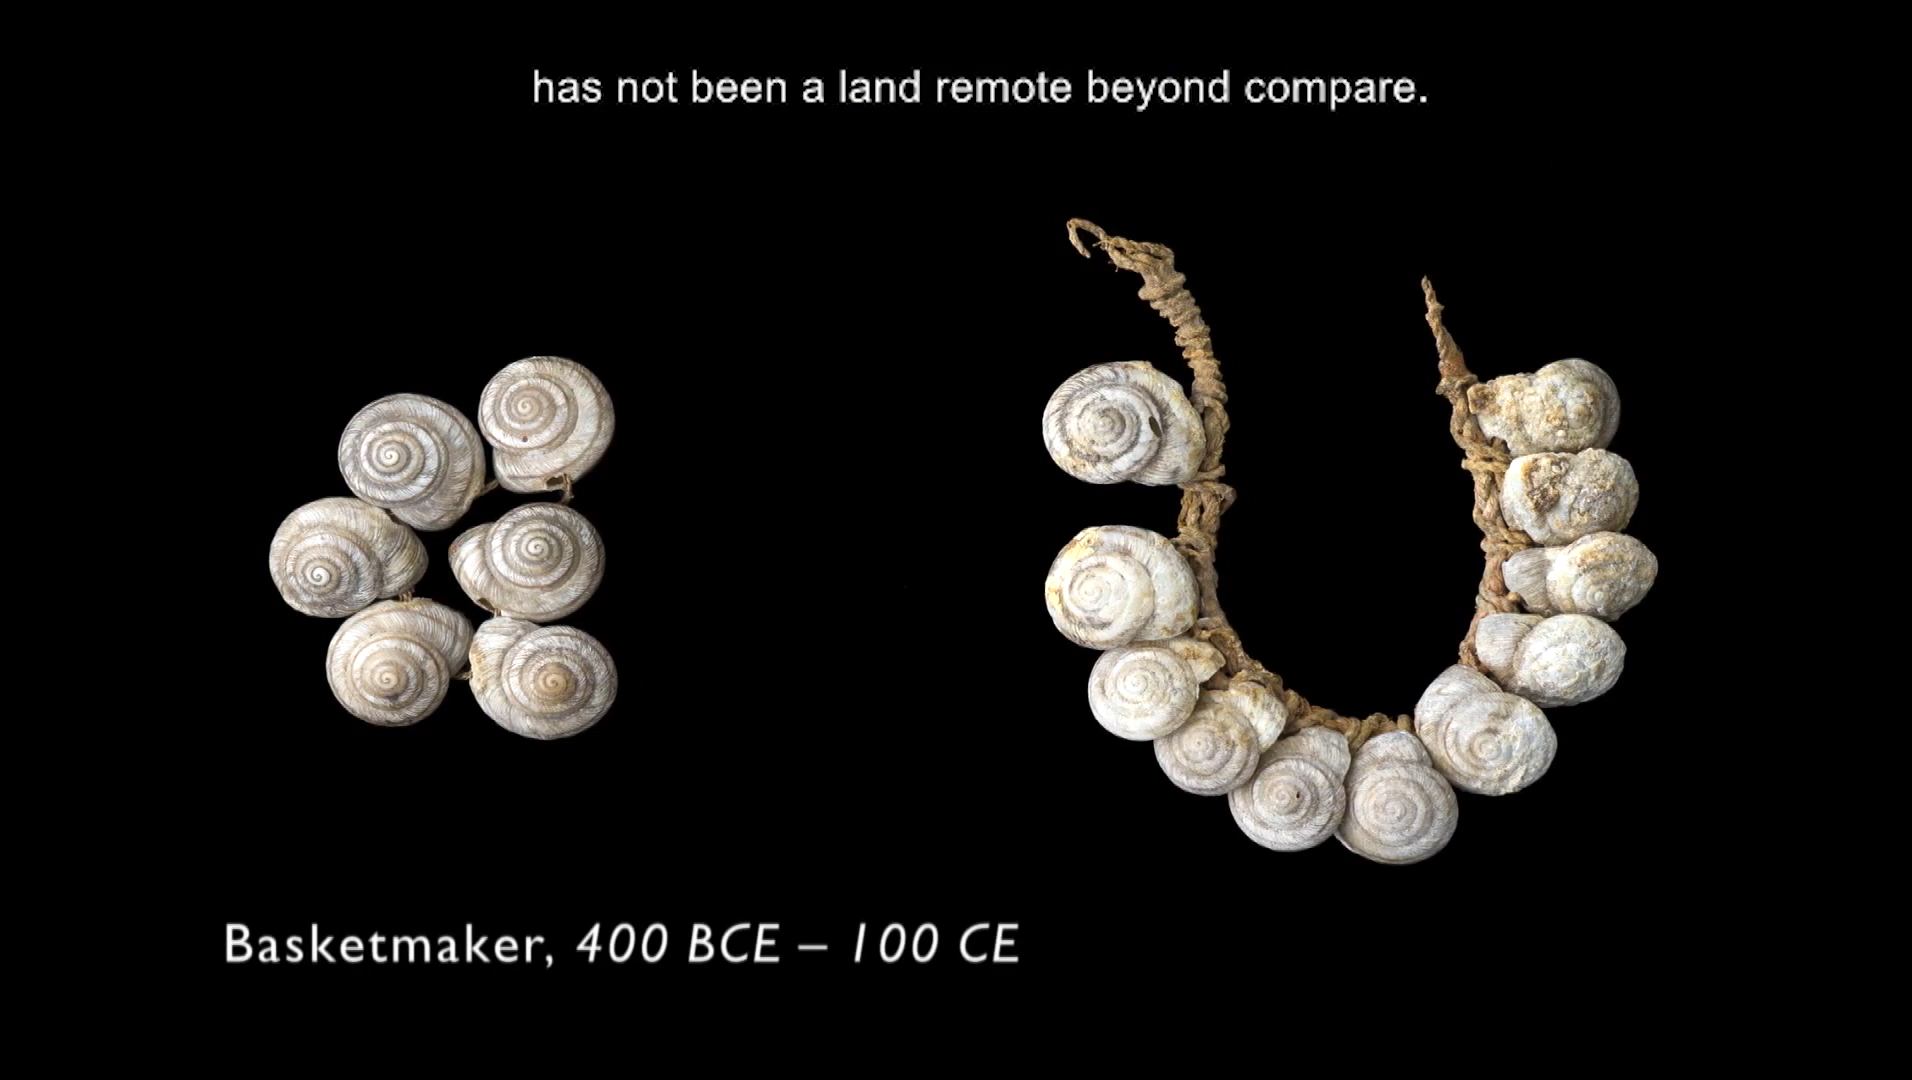 has not been a land remote beyond compare.
Basketmaker, 400 BCE – 100 CE